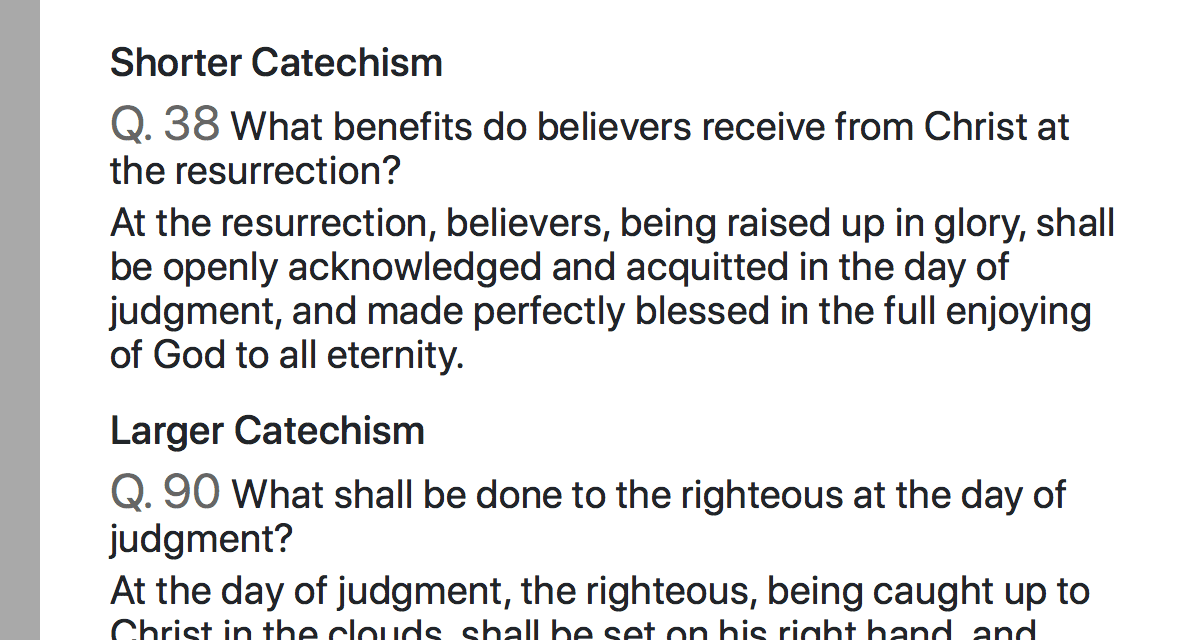 Shorter Catechism
Q. 38 What benefits do believers receive from Christ at
the resurrection?
At the resurrection, believers, being raised up in glory, shall
be openly acknowledged and acquitted in the day of
judgment, and made perfectly blessed in the full enjoying
of God to all eternity.
Larger Catechism
Q. 90 What shall be done to the righteous at the day of
judgment?
At the day of judgment, the righteous, being caught up to
Christ in the clouds, shall be set on his right hand, and